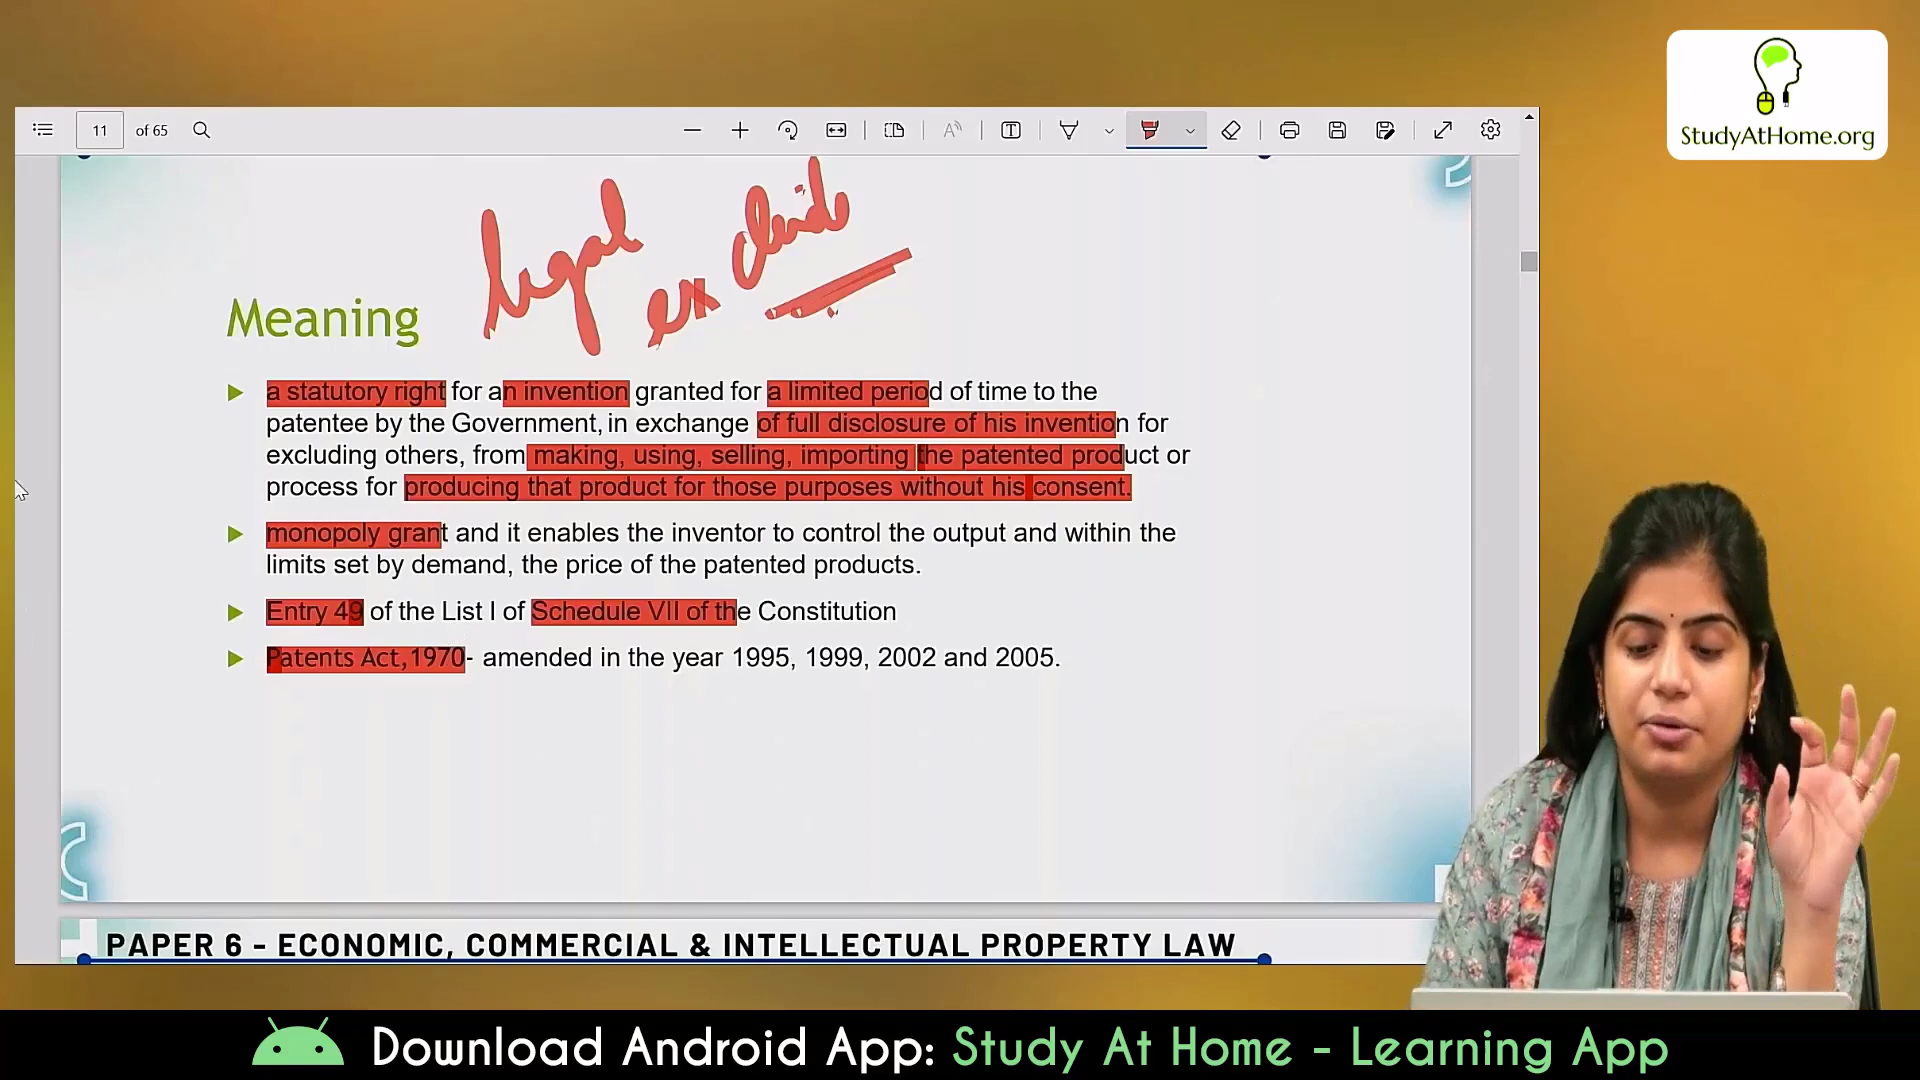 StudyAtHome.org
11 of 65
legal
exclude
Meaning
a statutory right for an invention granted for a limited period of time to the
patentee by the Government, in exchange of full disclosure of his invention for
excluding others, from making, using, selling, importing the patented product or
process for producing that product for those purposes without his consent.
monopoly grant and it enables the inventor to control the output and within the
limits set by demand, the price of the patented products.
Entry 49 of the List I of Schedule VII of the Constitution
Patents Act,1970- amended in the year 1995, 1999, 2002 and 2005.
PAPER 6 - ECONOMIC, COMMERCIAL & INTELLECTUAL PROPERTY LAW
Download Android App: Study At Home - Learning App